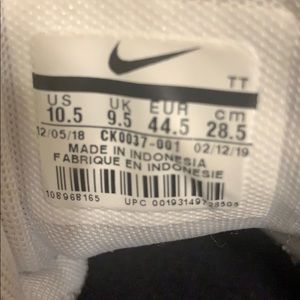 TT
US UK EUR cm
10.5 9.5 44.5 28.5
12/05/18 CK0037-001 02/12/19
MADE IN INDONESIA
FABRIQUE EN INDONESIE
108968165
UPC